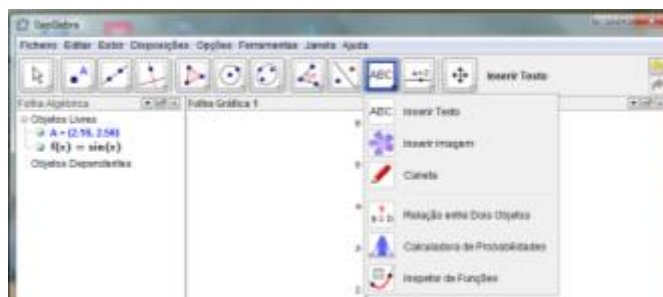 GeoGebra
Ficheiro Editar Exibir Disposições Opções Ferramentas Janela Ajuda
ABC
Inserir Texto
Folha Algébrica
Folha Gráfica 1
Objetos Livres
A = (2.16, 2.56)
f(x) = sin(x)
Objetos Dependentes
ABC Inserir Texto
Inserir Imagem
Caneta
Relação entre Dois Objetos
Calculadora de Probabilidades
Inspetor de Funções